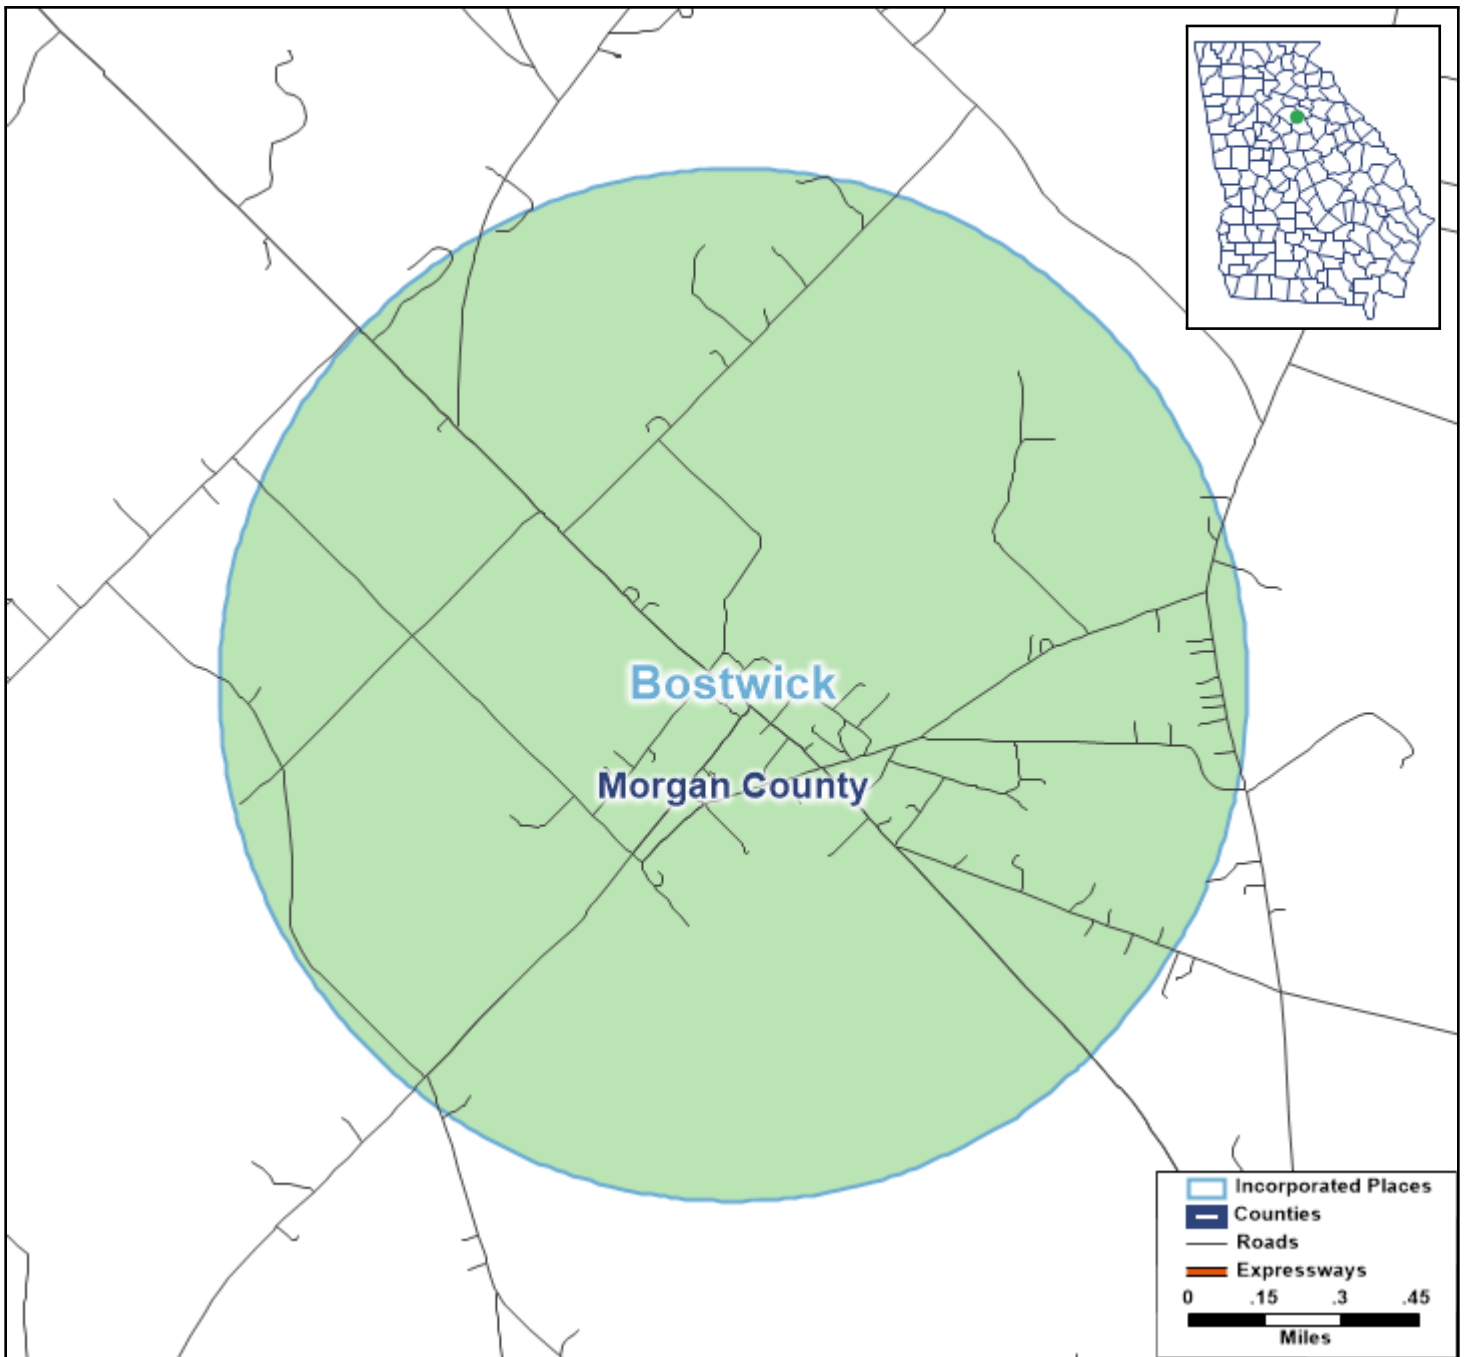 Bostwick
Morgan County
Incorporated Places
Counties
Roads
Expressways
0 .15 .3 .45
Miles